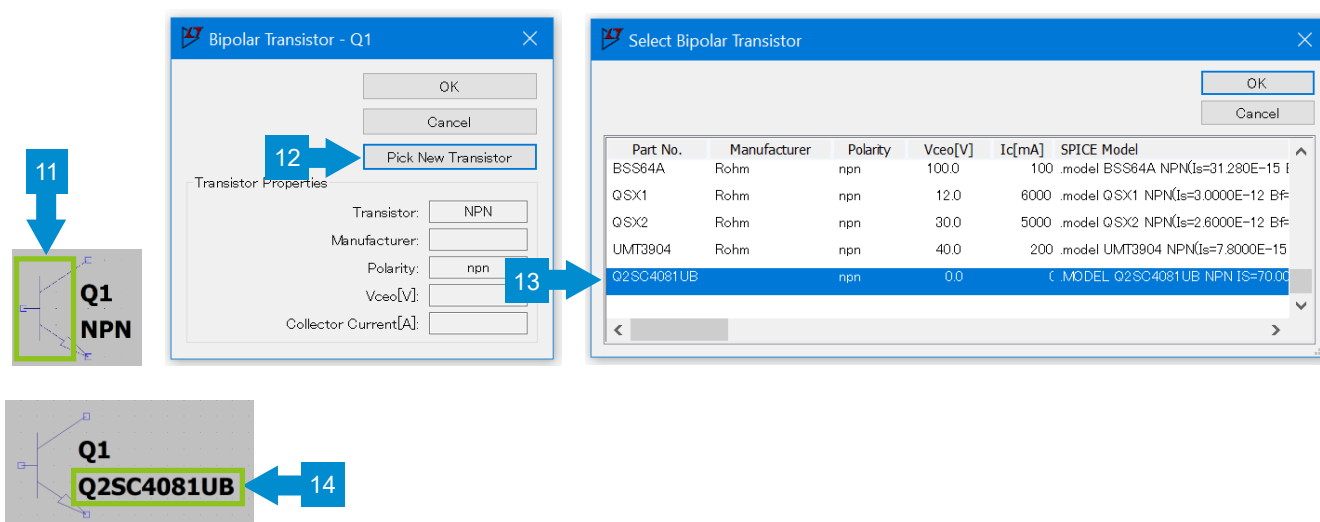 11
Q1
NPN
Bipolar Transistor - Q1
OK
Cancel
12
Pick New Transistor
Transistor Properties
Transistor: NPN
Manufacturer:
Polarity: npn
Vceo[V]:
Collector Current[A]:
13
Select Bipolar Transistor
OK
Cancel
Part No. Manufacturer Polarity Vceo[V] Ic[mA] SPICE Model
BSS64A Rohm npn 100.0 100 .model BSS64A NPN(Is=31.280E-15
QSX1 Rohm npn 12.0 6000 .model QSX1 NPN(Is=3.0000E-12 Bf=
QSX2 Rohm npn 30.0 5000 .model QSX2 NPN(Is=2.6000E-12 Bf=
UMT3904 Rohm npn 40.0 200 .model UMT3904 NPN(Is=7.8000E-15
Q2SC4081UB npn 0.0 .MODEL Q2SC4081UB NPN IS=70.00
Q1
Q2SC4081UB
14